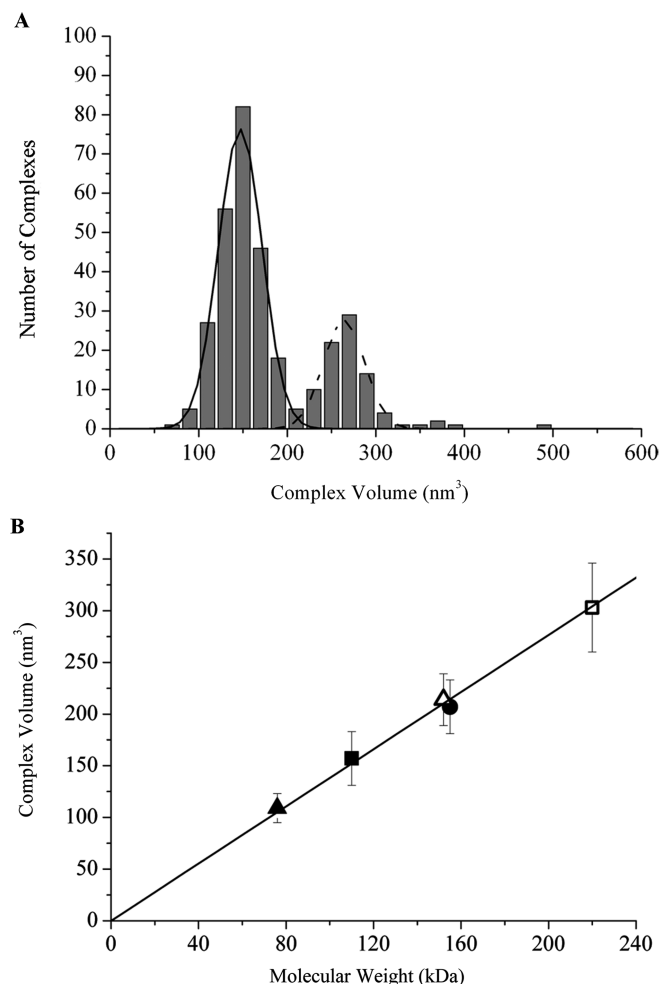 A
100
90
80
70
60
50
40
30
20
10
0
Number of Complexes
100 200 300 400 500 600
Complex Volume (nm³)
B
350
300
250
200
150
100
50
0
Complex Volume (nm³)
0 40 80 120 160 200 240
Molecular Weight (kDa)